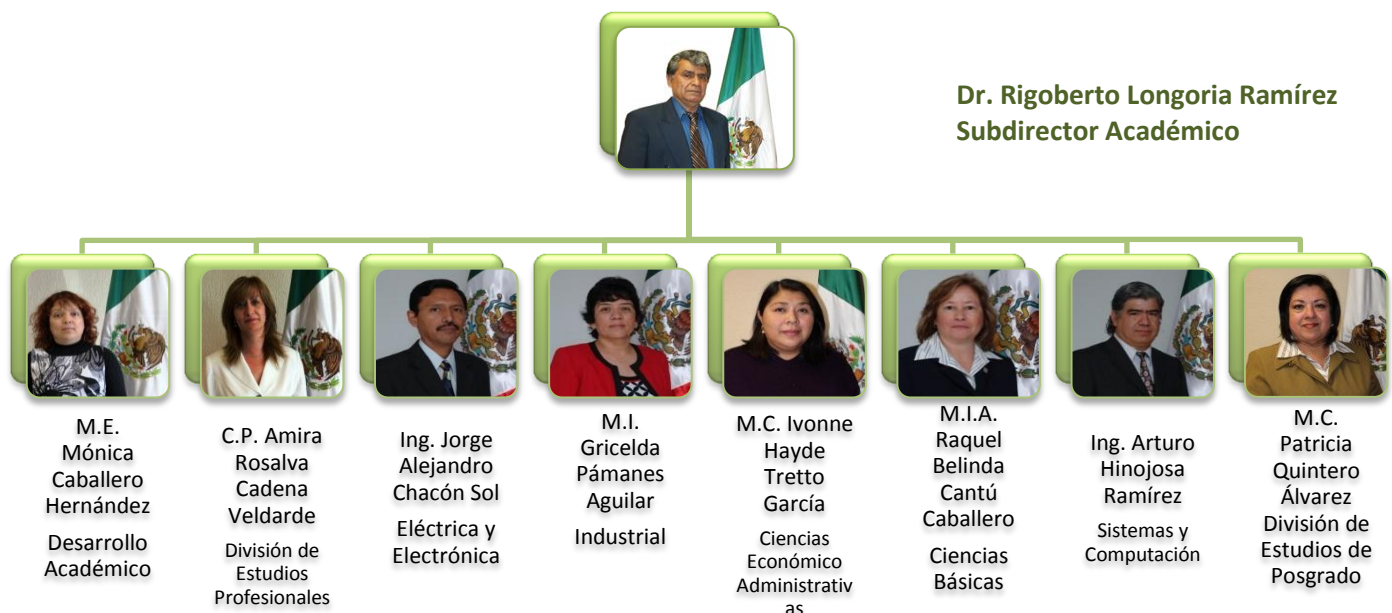 Dr. Rigoberto Longoria Ramírez
Subdirector Académico
M.E.
Mónica
Caballero
Hernández
Desarrollo
Académico
C.P. Amira
Rosalva
Cadena
Veldarde
División de
Estudios
Profesionales
Ing. Jorge
Alejandro
Chacón Sol
Eléctrica y
Electrónica
M.I.
Gricelda
Pámanes
Aguilar
Industrial
M.C. Ivonne
Hayde
Tretto
García
Ciencias
Económico
Administrativ
as
M.I.A.
Raquel
Belinda
Cantú
Caballero
Ciencias
Básicas
Ing. Arturo
Hinojosa
Ramírez
Sistemas y
Computación
M.C.
Patricia
Quintero
Álvarez
División de
Estudios de
Posgrado